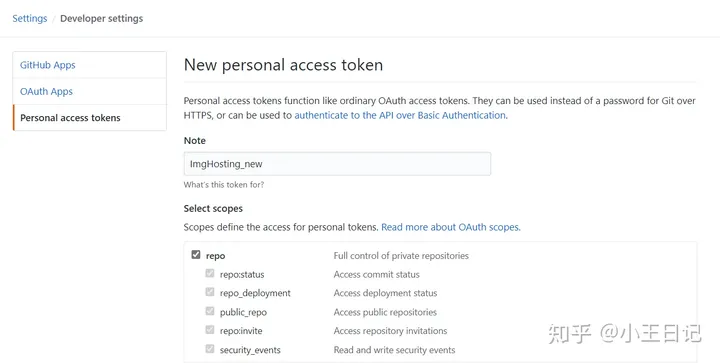 Settings / Developer settings
GitHub Apps
OAuth Apps
Personal access tokens
New personal access token
Personal access tokens function like ordinary OAuth access tokens. They can be used instead of a password for Git over
HTTPS, or can be used to authenticate to the API over Basic Authentication.
Note
ImgHosting_new
What's this token for?
Select scopes
Scopes define the access for personal tokens. Read more about OAuth scopes.
repo Full control of private repositories
repo:status Access commit status
repo_deployment Access deployment status
public_repo Access public repositories
repo:invite Access repository invitations
security_events Read and write security events
知乎 @小王日记